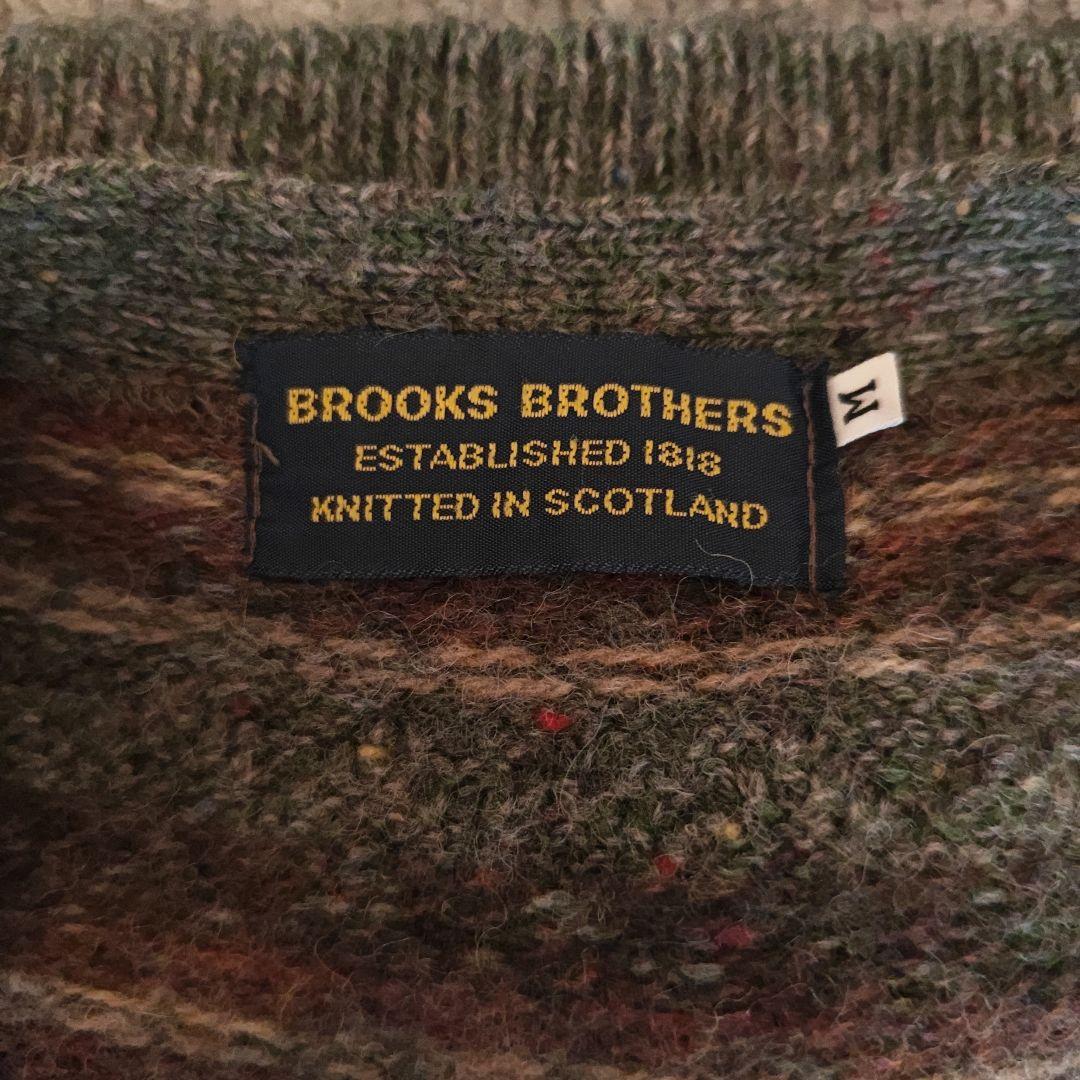 BROOKS BROTHERS
ESTABLISHED 1818
KNITTED IN SCOTLAND
M